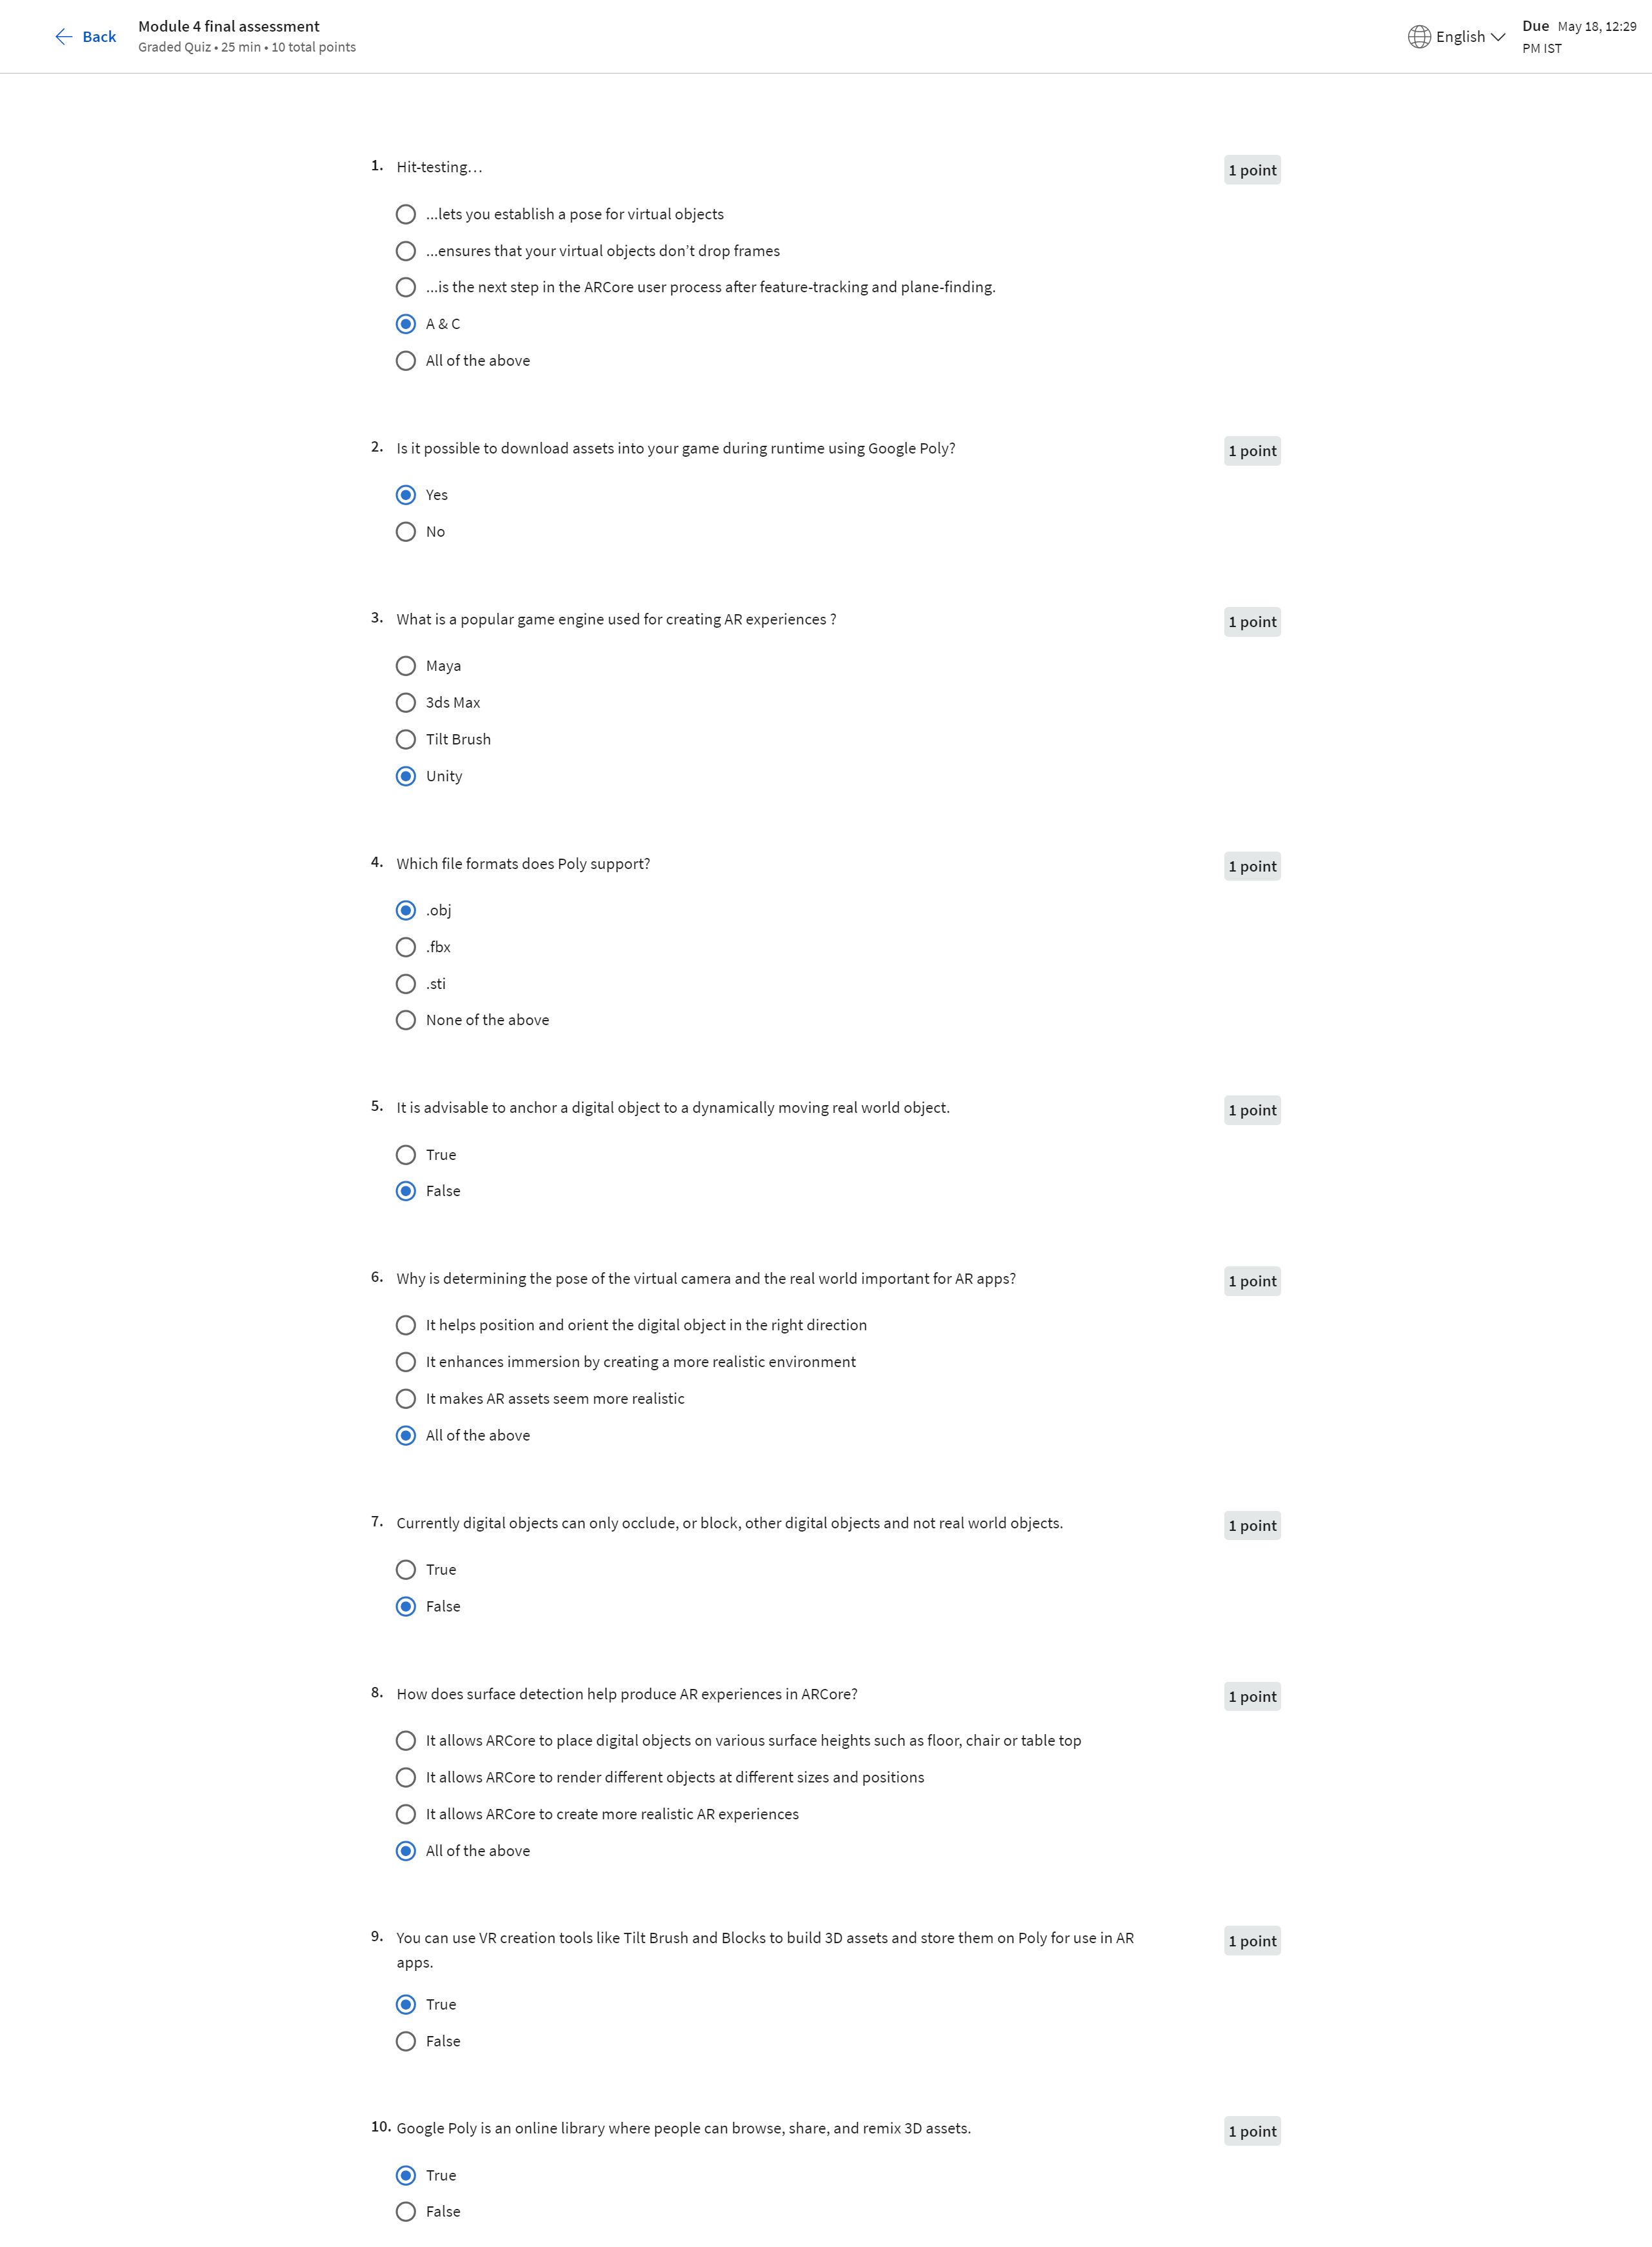 Back
Module 4 final assessment
Graded Quiz • 25 min • 10 total points
English
Due May 18, 12:29
PM IST
1. Hit-testing…
1 point
...lets you establish a pose for virtual objects
...ensures that your virtual objects don’t drop frames
...is the next step in the ARCore user process after feature-tracking and plane-finding.
A & C
All of the above
2. Is it possible to download assets into your game during runtime using Google Poly?
1 point
Yes
No
3. What is a popular game engine used for creating AR experiences ?
1 point
Maya
3ds Max
Tilt Brush
Unity
4. Which file formats does Poly support?
1 point
.obj
.fbx
.sti
None of the above
5. It is advisable to anchor a digital object to a dynamically moving real world object.
1 point
True
False
6. Why is determining the pose of the virtual camera and the real world important for AR apps?
1 point
It helps position and orient the digital object in the right direction
It enhances immersion by creating a more realistic environment
It makes AR assets seem more realistic
All of the above
7. Currently digital objects can only occlude, or block, other digital objects and not real world objects.
1 point
True
False
8. How does surface detection help produce AR experiences in ARCore?
1 point
It allows ARCore to place digital objects on various surface heights such as floor, chair or table top
It allows ARCore to render different objects at different sizes and positions
It allows ARCore to create more realistic AR experiences
All of the above
9. You can use VR creation tools like Tilt Brush and Blocks to build 3D assets and store them on Poly for use in AR
apps.
1 point
True
False
10. Google Poly is an online library where people can browse, share, and remix 3D assets.
1 point
True
False